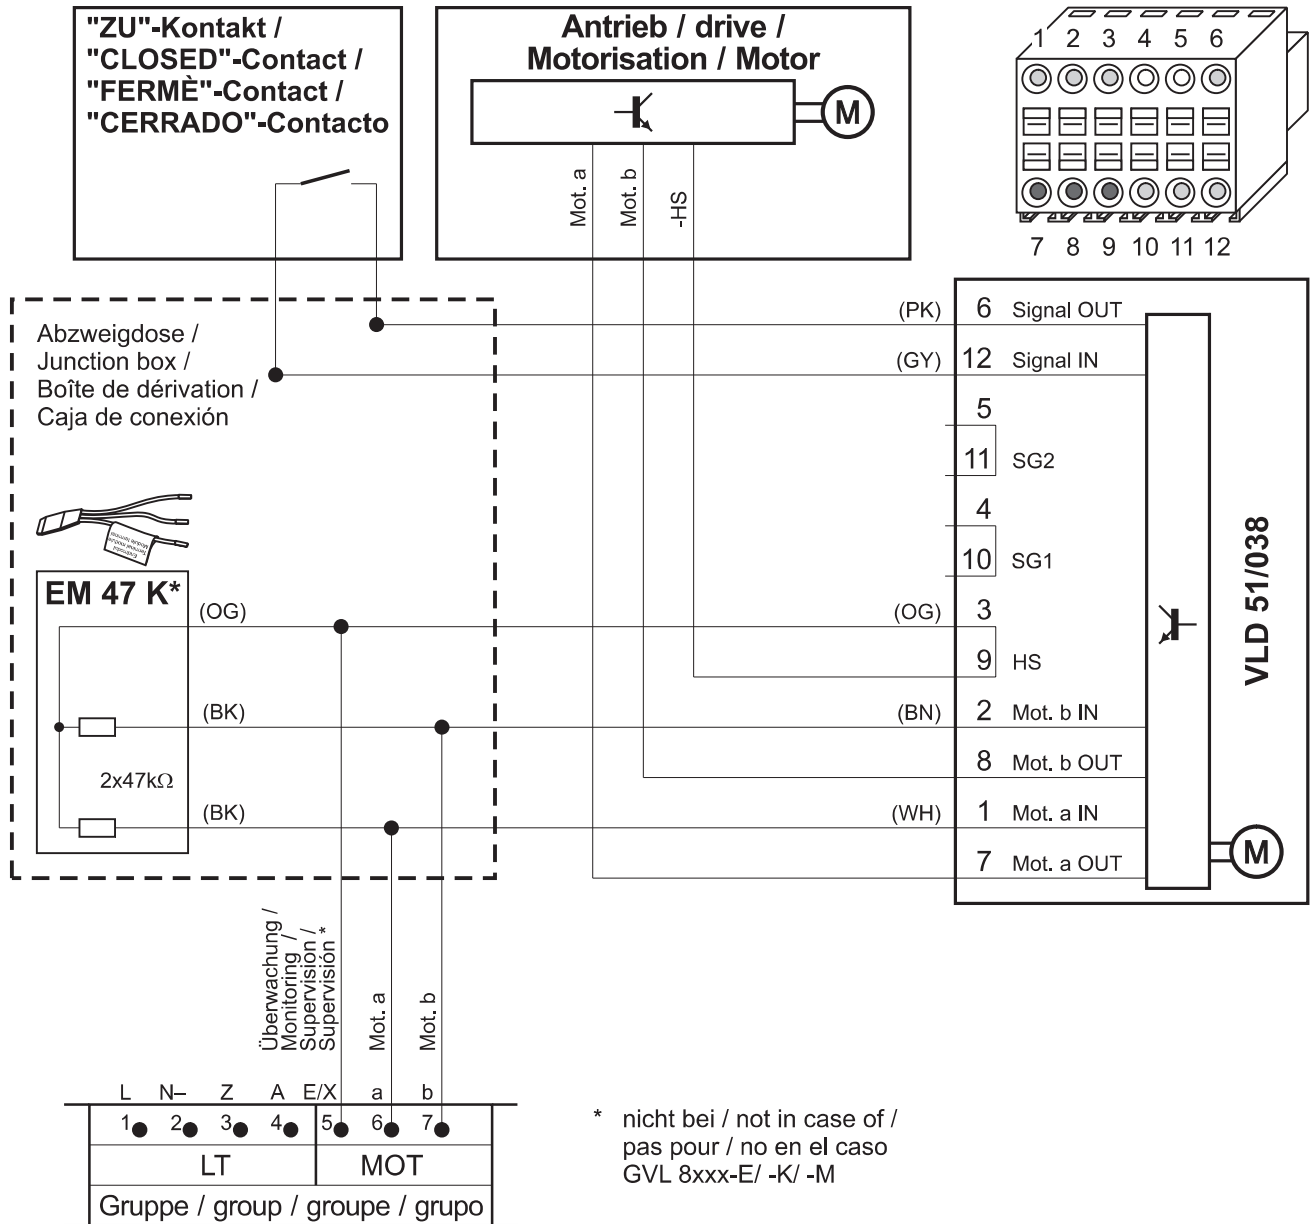 "ZU"-Kontakt /
"CLOSED"-Contact /
"FERMÈ"-Contact /
"CERRADO"-Contacto
Antrieb / drive /
Motorisation / Motor
M
Mot. a
Mot. b
-HS
1 2 3 4 5 6
7 8 9 10 11 12
Abzweigdose /
Junction box /
Boîte de dérivation /
Caja de conexión
(PK) 6 Signal OUT
(GY) 12 Signal IN
5
11 SG2
4
10 SG1
(OG) 3
9 HS
(BN) 2 Mot. b IN
8 Mot. b OUT
(WH) 1 Mot. a IN
7 Mot. a OUT
VLD 51/038
M
Endmodul
Terminal module
EM 47 K*
(OG)
(BK)
2x47kΩ
(BK)
Überwachung /
Monitoring /
Supervision /
Supervisión *
Mot. a
Mot. b
L N– Z A E/X a b
1 2 3 4 5 6 7
LT MOT
Gruppe / group / groupe / grupo
* nicht bei / not in case of /
pas pour / no en el caso
GVL 8xxx-E/ -K/ -M